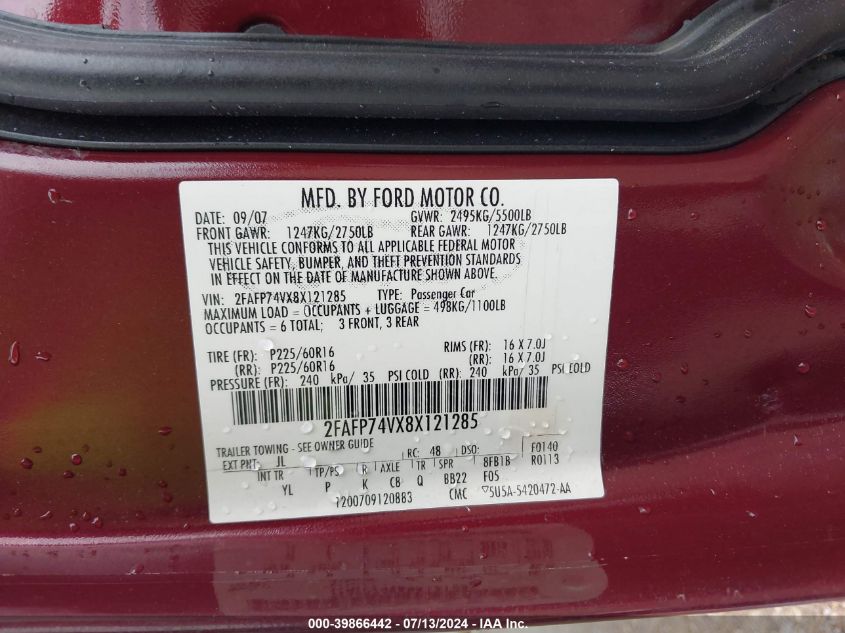 MFD. BY FORD MOTOR CO.
DATE: 09/07 GVWR: 2495KG/5500LB
FRONT GAWR: 1247KG/2750LB REAR GAWR: 1247KG/2750LB
THIS VEHICLE CONFORMS TO ALL APPLICABLE FEDERAL MOTOR
VEHICLE SAFETY, BUMPER, AND THEFT PREVENTION STANDARDS
IN EFFECT ON THE DATE OF MANUFACTURE SHOWN ABOVE.
VIN: 2FAFP74VX8X121285 TYPE: Passenger Car
MAXIMUM LOAD = OCCUPANTS + LUGGAGE = 498KG/1100LB
OCCUPANTS = 6 TOTAL; 3 FRONT, 3 REAR
TIRE (FR): P225/60R16 RIMS (FR): 16 X 7.0J
(RR): P225/60R16 (RR): 16 X 7.0J
PRESSURE (FR): 240 kPa/ 35 PSI COLD (RR): 240 kPa/ 35 PSI COLD
2FAFP74VX8X121285
TRAILER TOWING - SEE OWNER GUIDE F0140
EXT PNT: JL RC: 48 DSO: R0113
INT TR TP/PS R AXLE TR SPR 8FB1B
YL P K C8 Q BB22 F05
1200709120883 CMC ▽5U5A-5420472-AA
000-39866442 - 07/13/2024 - IAA Inc.